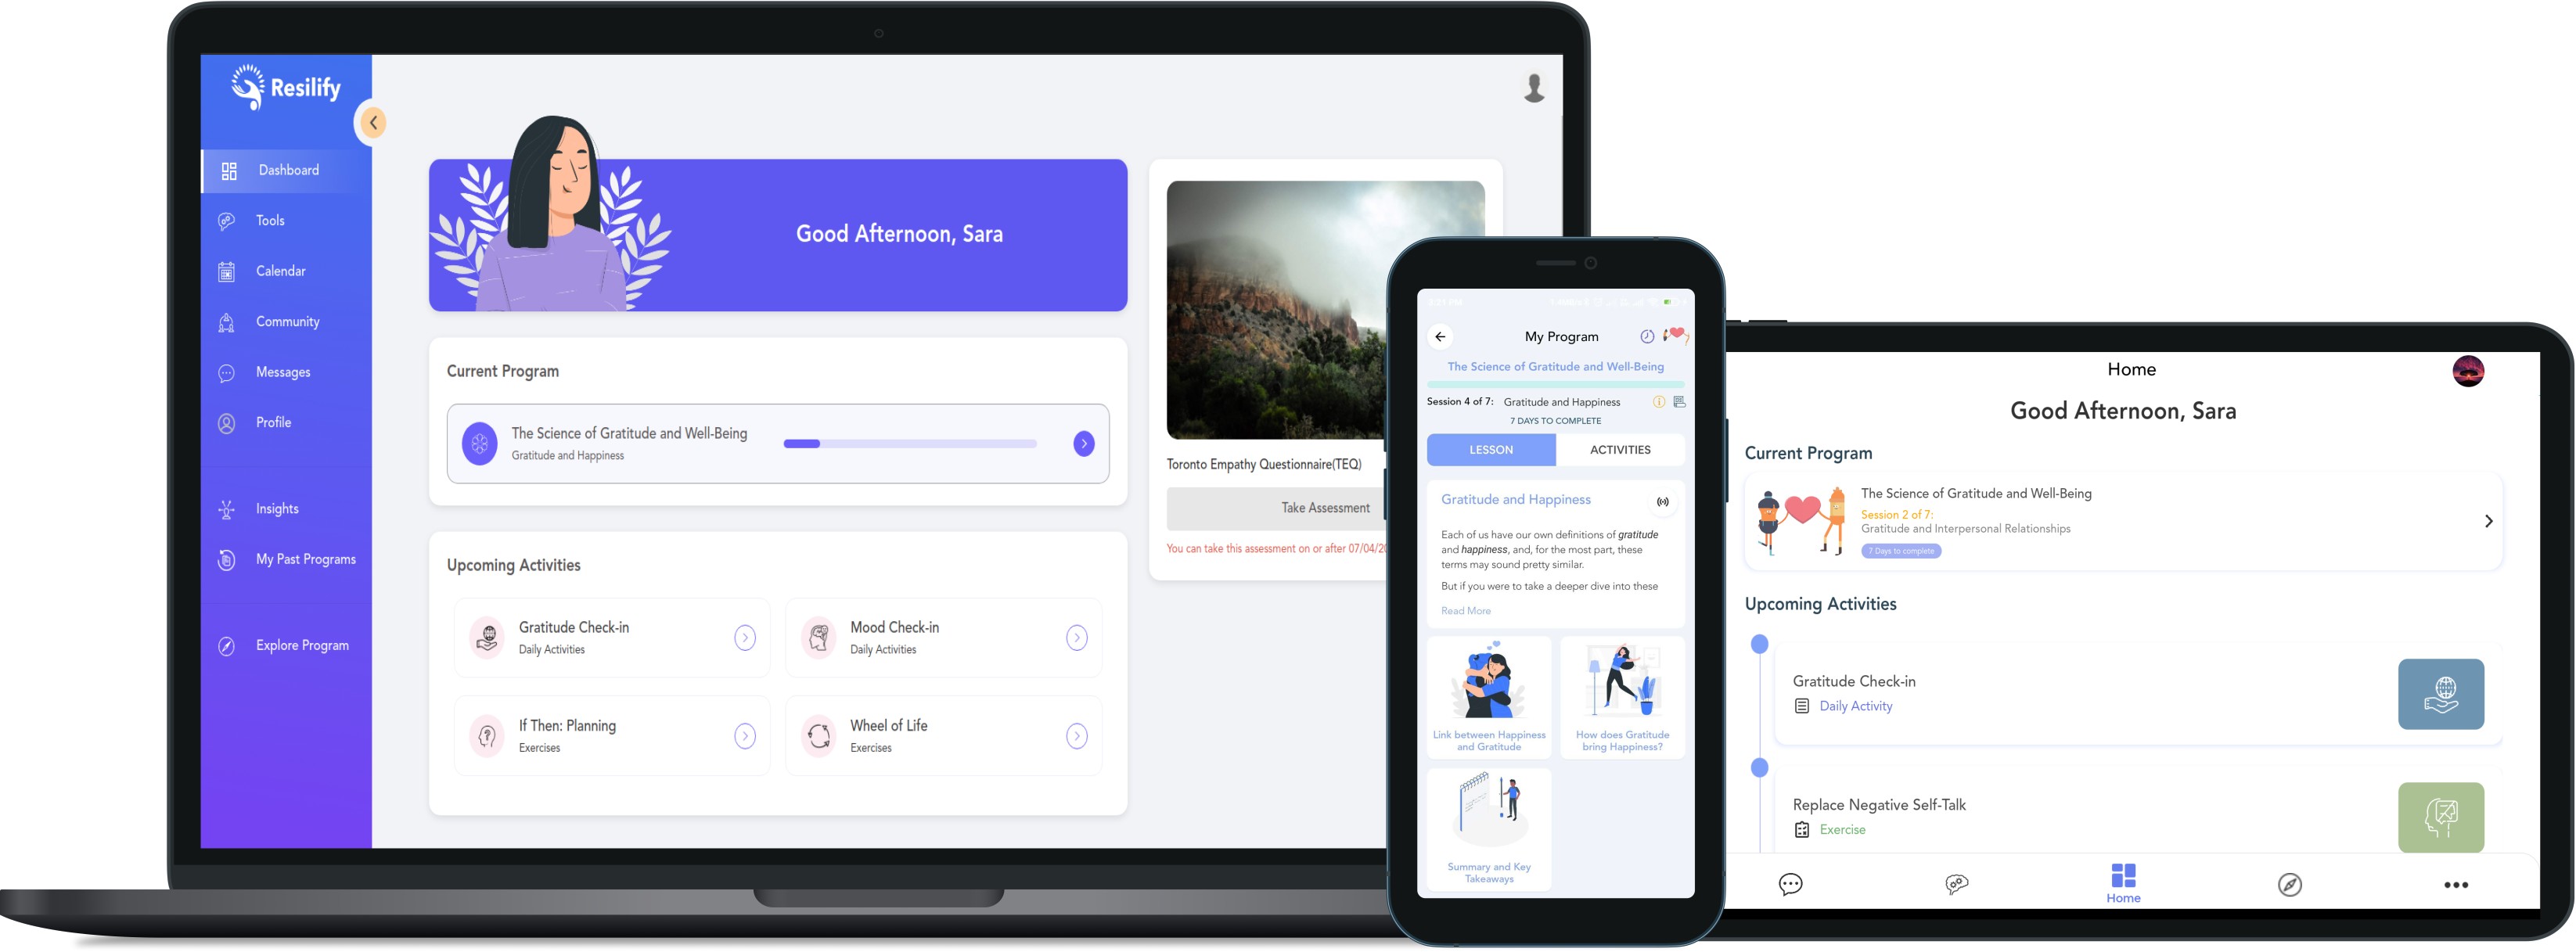 Resilify
Dashboard
Tools
Calendar
Community
Messages
Profile
Insights
My Past Programs
Explore Program
Good Afternoon, Sara
Current Program
The Science of Gratitude and Well-Being
Gratitude and Happiness
Upcoming Activities
Gratitude Check-in
Daily Activities
Mood Check-in
Daily Activities
If Then: Planning
Exercises
Wheel of Life
Exercises
Toronto Empathy Questionnaire(TEQ)
Take Assessment
You can take this assessment on or after 07/04/20
My Program
The Science of Gratitude and Well-Being
Session 4 of 7: Gratitude and Happiness
7 DAYS TO COMPLETE
LESSON
ACTIVITIES
Gratitude and Happiness
Each of us have our own definitions of gratitude
and happiness, and, for the most part, these
terms may sound pretty similar.
But if you were to take a deeper dive into these
Read More
Link between Happiness
and Gratitude
How does Gratitude
bring Happiness?
Summary and Key
Takeaways
Home
Good Afternoon, Sara
Current Program
The Science of Gratitude and Well-Being
Session 2 of 7:
Gratitude and Interpersonal Relationships
7 Days to complete
Upcoming Activities
Gratitude Check-in
Daily Activity
Replace Negative Self-Talk
Exercise
Home